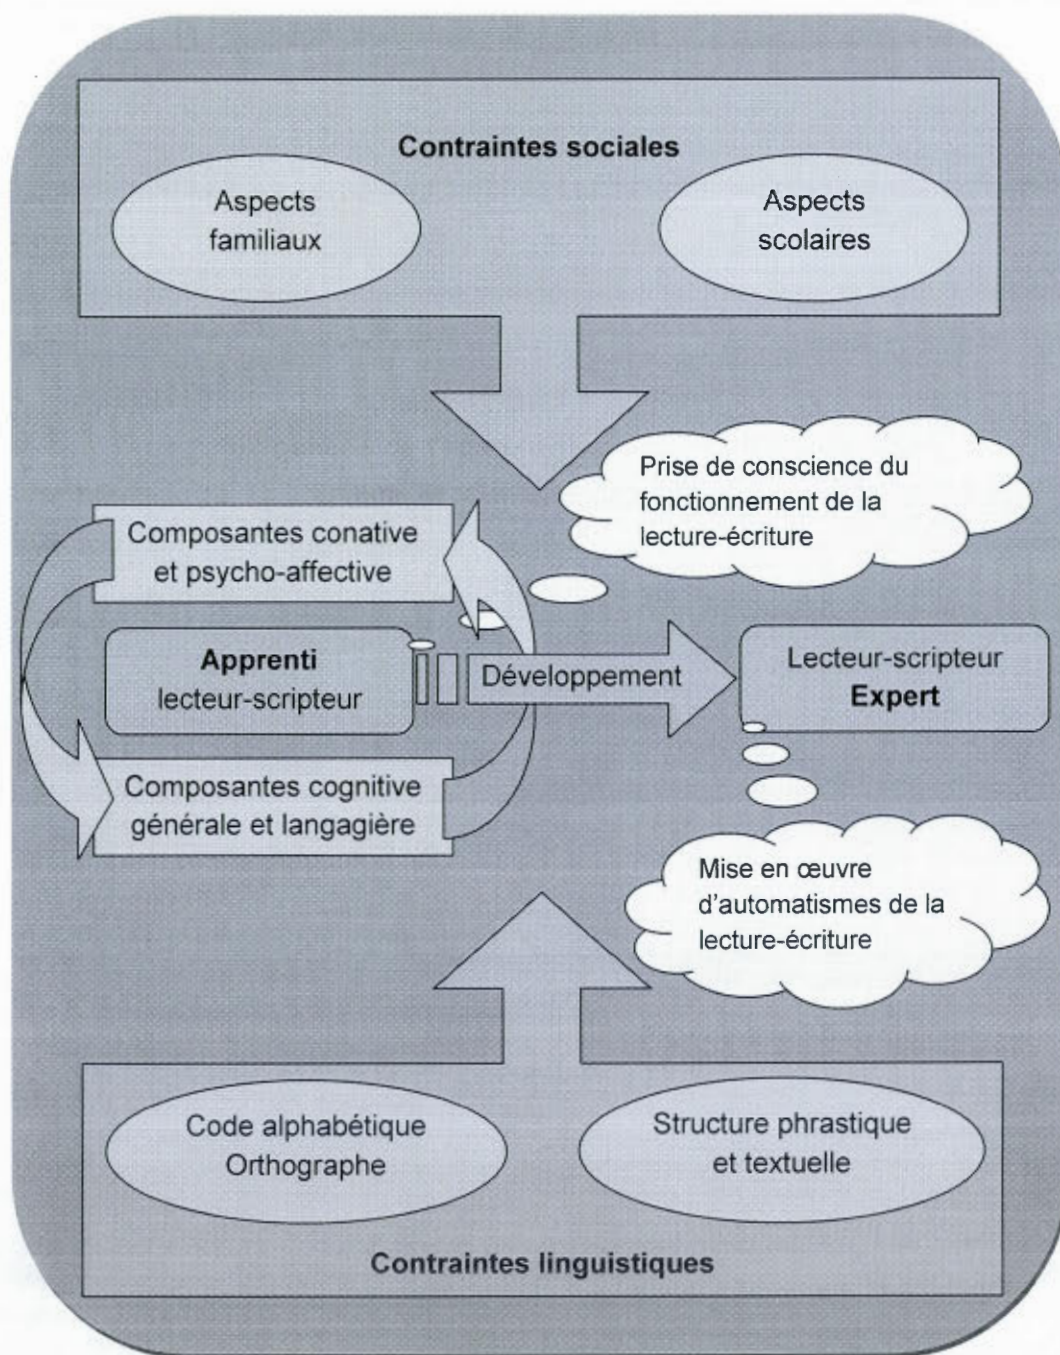 Contraintes sociales
Aspects
familiaux
Aspects
scolaires
Prise de conscience du
fonctionnement de la
lecture-écriture
Composantes conative
et psycho-affective
Apprenti
lecteur-scripteur
Développement
Lecteur-scripteur
Expert
Composantes cognitive
générale et langagière
Mise en œuvre
d'automatismes de la
lecture-écriture
Code alphabétique
Orthographe
Structure phrastique
et textuelle
Contraintes linguistiques